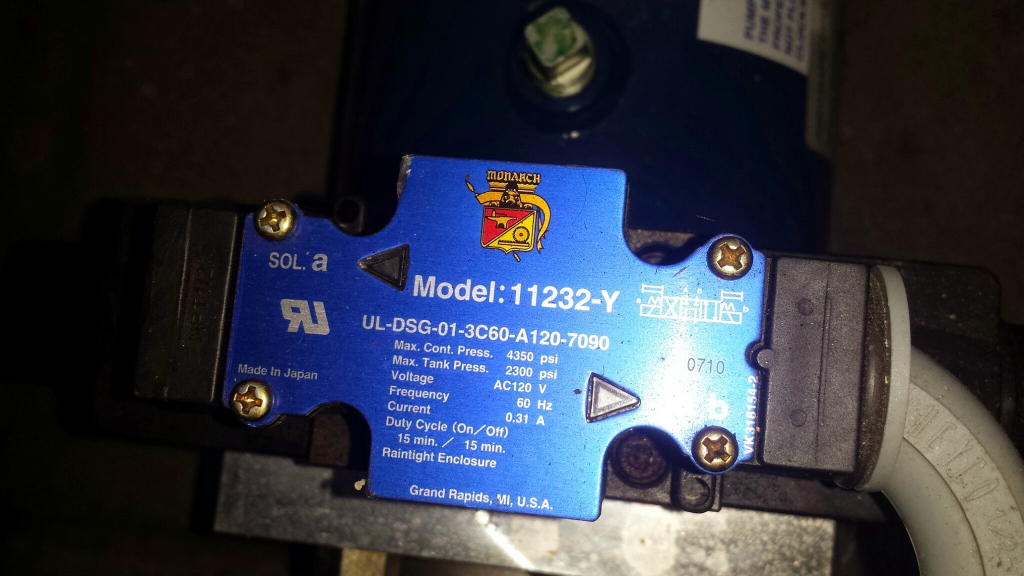 MONARCH
SOL. a
Model: 11232-Y
UL-DSG-01-3C60-A120-7090
Max. Cont. Press. 4350 psi
Max. Tank Press. 2300 psi
Voltage AC120 V
Frequency 60 Hz
Current 0.31 A
Duty Cycle (On/Off)
15 min. / 15 min.
Raintight Enclosure
Made In Japan
0710
b
Grand Rapids, MI, U.S.A.